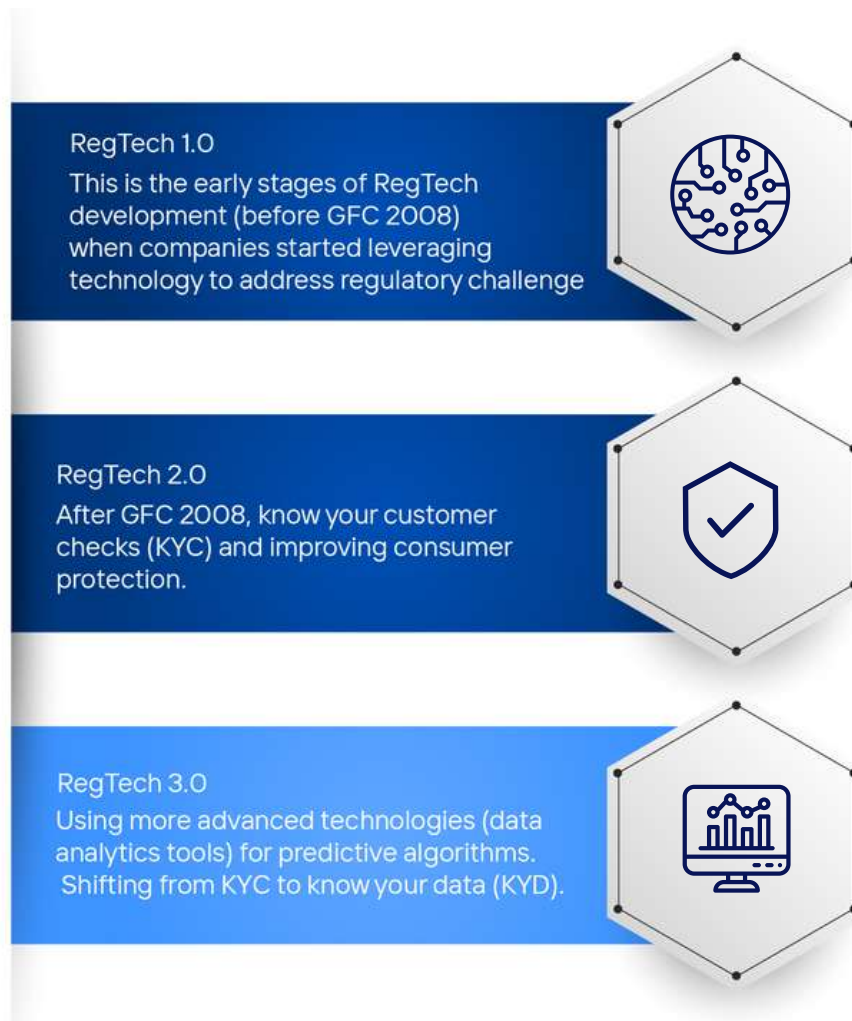 RegTech 1.0
This is the early stages of RegTech
development (before GFC 2008)
when companies started leveraging
technology to address regulatory challenge
RegTech 2.0
After GFC 2008, know your customer
checks (KYC) and improving consumer
protection.
RegTech 3.0
Using more advanced technologies (data
analytics tools) for predictive algorithms.
Shifting from KYC to know your data (KYD).